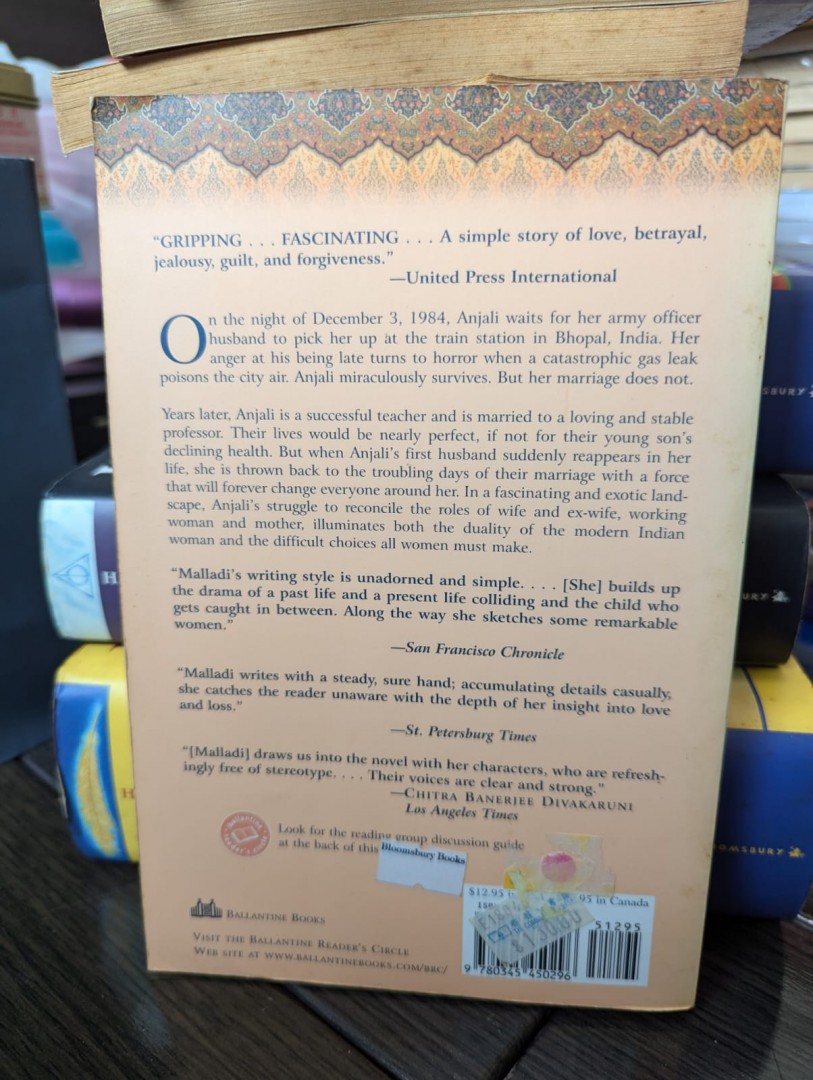 “GRIPPING . . . FASCINATING . . . A simple story of love, betrayal,
jealousy, guilt, and forgiveness.”
—United Press International
On the night of December 3, 1984, Anjali waits for her army officer
husband to pick her up at the train station in Bhopal, India. Her
anger at his being late turns to horror when a catastrophic gas leak
poisons the city air. Anjali miraculously survives. But her marriage does not.
Years later, Anjali is a successful teacher and is married to a loving and stable
professor. Their lives would be nearly perfect, if not for their young son’s
declining health. But when Anjali’s first husband suddenly reappears in her
life, she is thrown back to the troubling days of their marriage with a force
that will forever change everyone around her. In a fascinating and exotic land-
scape, Anjali’s struggle to reconcile the roles of wife and ex-wife, working
woman and mother, illuminates both the duality of the modern Indian
woman and the difficult choices all women must make.
“Malladi’s writing style is unadorned and simple. . . . [She] builds up
the drama of a past life and a present life colliding and the child who
gets caught in between. Along the way she sketches some remarkable
women.”
—San Francisco Chronicle
“Malladi writes with a steady, sure hand; accumulating details casually,
she catches the reader unaware with the depth of her insight into love
and loss.”
—St. Petersburg Times
“[Malladi] draws us into the novel with her characters, who are refresh-
ingly free of stereotype. . . . Their voices are clear and strong.”
—CHITRA BANERJEE DIVAKARUNI
Los Angeles Times
Look for the reading group discussion guide
at the back of this
Bloomsbury Books
$12.95
95 in Canada
51295
9 780345 450296
BALLANTINE BOOKS
VISIT THE BALLANTINE READER’S CIRCLE
WEB SITE AT WWW.BALLANTINEBOOKS.COM/BRC/
H
H
SBURY
URY
OMSBURY